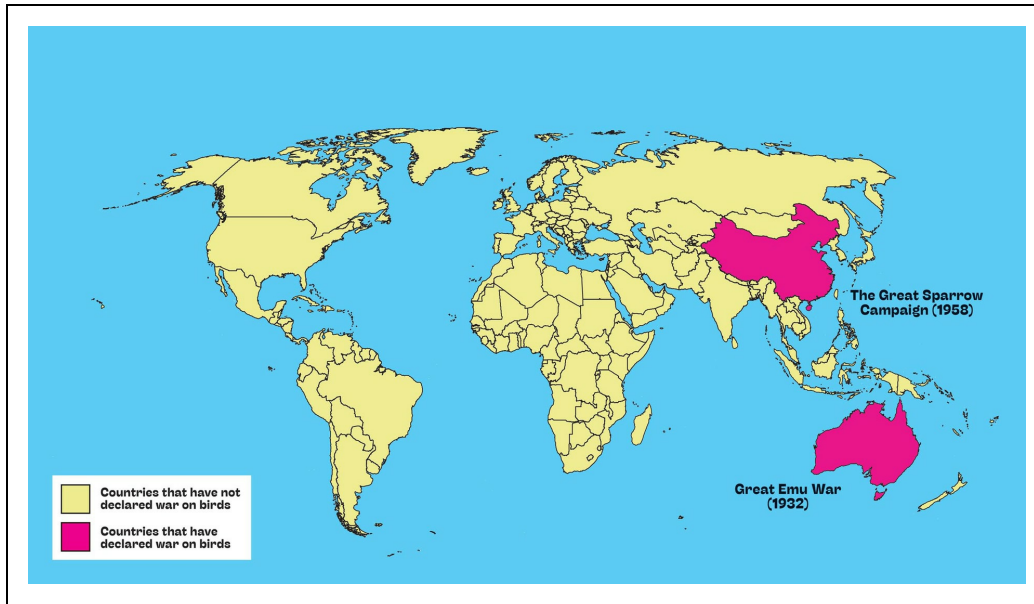 The Great Sparrow
Campaign (1958)
Great Emu War
(1932)
Countries that have not
declared war on birds
Countries that have
declared war on birds